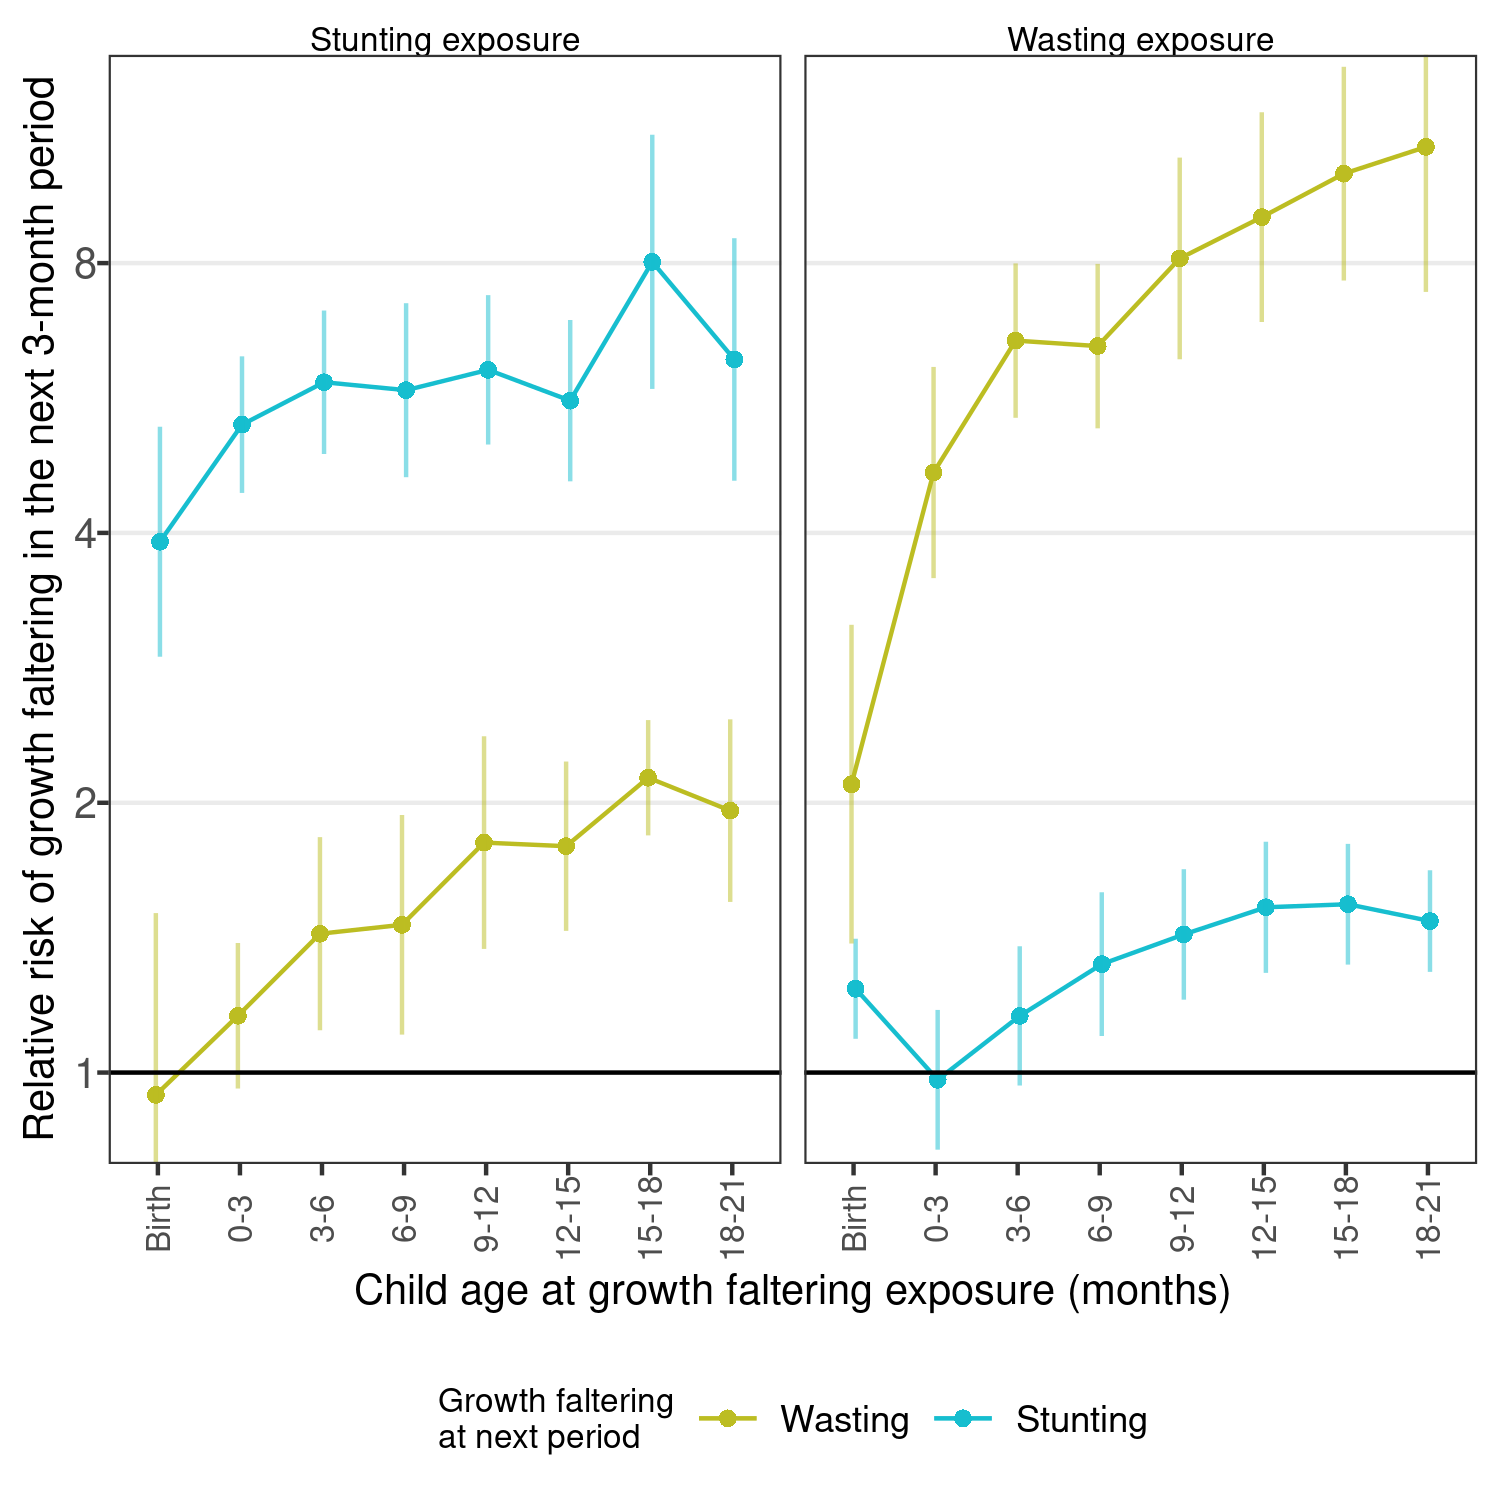 Stunting exposure
Wasting exposure
Relative risk of growth faltering in the next 3-month period
8
4
2
1
Birth
0-3
3-6
6-9
9-12
12-15
15-18
18-21
Birth
0-3
3-6
6-9
9-12
12-15
15-18
18-21
Child age at growth faltering exposure (months)
Growth faltering
at next period
Wasting
Stunting